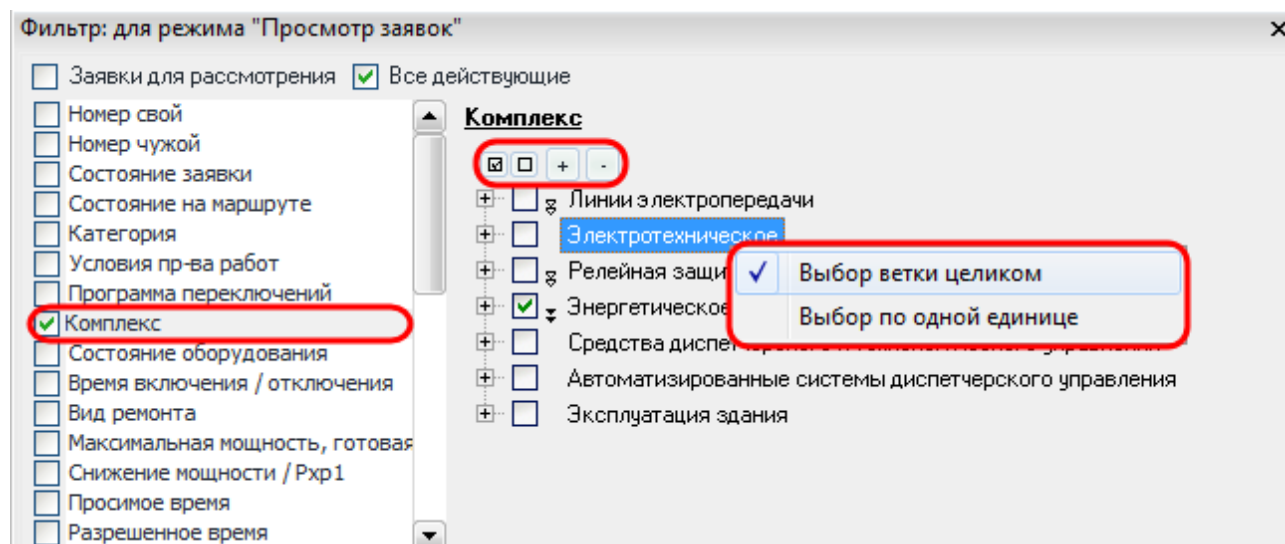 Фильтр: для режима "Просмотр заявок"
Заявки для рассмотрения Все действующие
Номер свой
Номер чужой
Состояние заявки
Состояние на маршруте
Категория
Условия пр-ва работ
Программа переключений
Комплекс
Состояние оборудования
Время включения / отключения
Вид ремонта
Максимальная мощность, готовая
Снижение мощности / Рхр1
Просимое время
Разрешенное время
Комплекс
+ -
Линии электропередачи
Электротехническое
Релейная защи
Энергетическое
Средства диспетчерского и технологического управления
Автоматизированные системы диспетчерского управления
Эксплуатация здания
Выбор ветки целиком
Выбор по одной единице